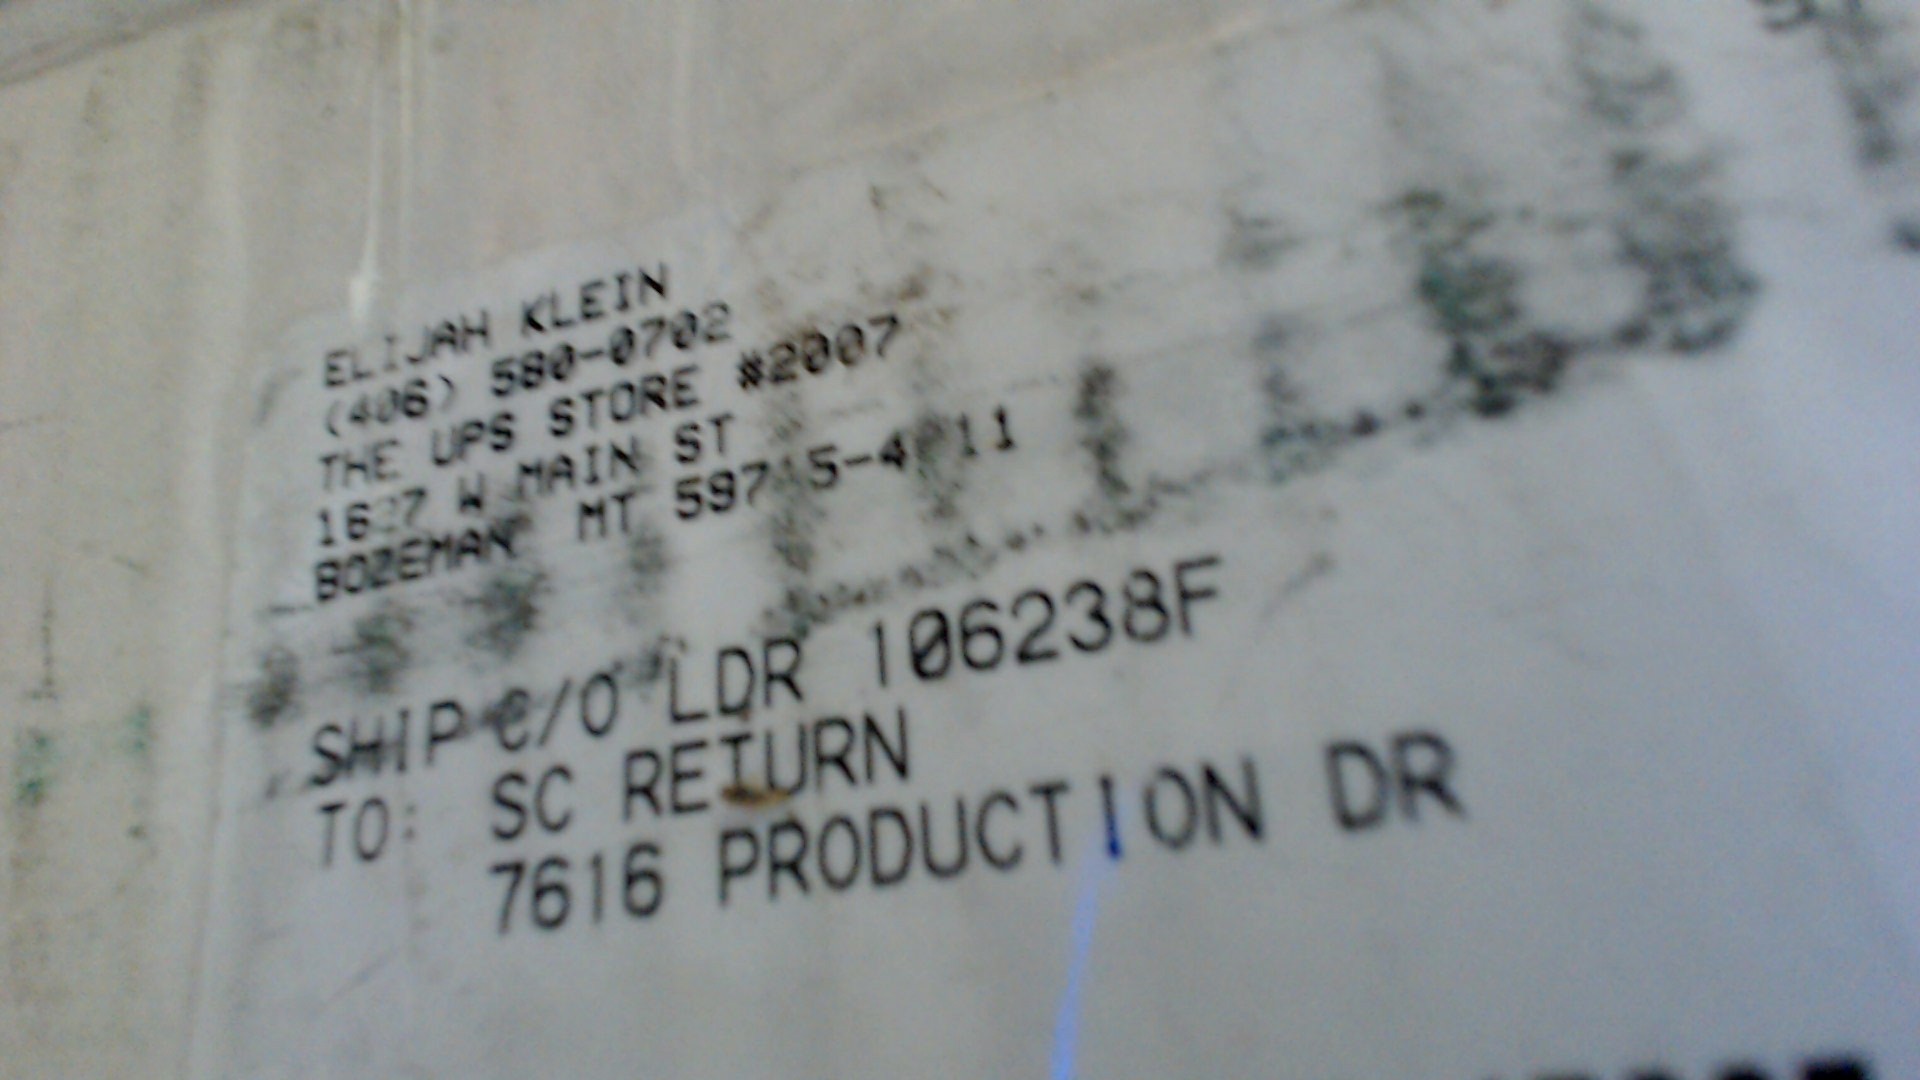 ELIJAH KLEIN
(406) 580-0702
THE UPS STORE #2007
W MAIN ST
BOZEMAN MT
SHIP C/O LDR 106238F
TO: SC RETURN
7616 PRODUCTION DR